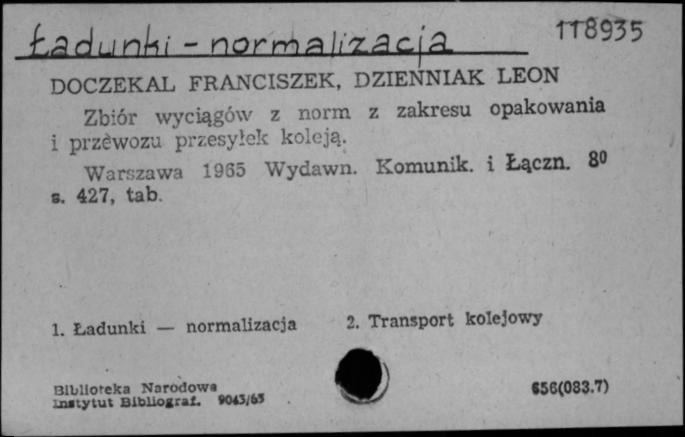 Ładunki - normalizacja 118935
DOCZEKAL FRANCISZEK, DZIENNIAK LEON
Zbiór wyciągów z norm z zakresu opakowania
i przewozu przesyłek koleją.
Warszawa 1965 Wydawn. Komunik. i Łączn. 8⁰
s. 427, tab.
1. Ładunki — normalizacja 2. Transport kolejowy
Biblioteka Narodowa
Instytut Bibliograf. 9043/65
656(083.7)